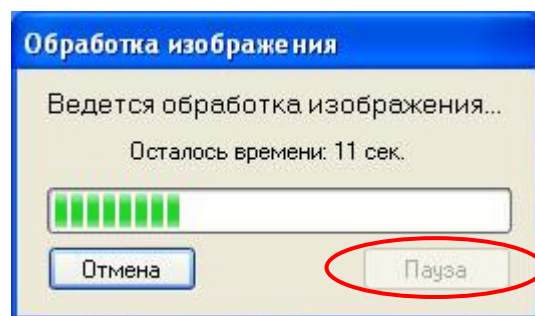 Обработка изображения
Ведется обработка изображения...
Осталось времени: 11 сек.
Отмена Пауза